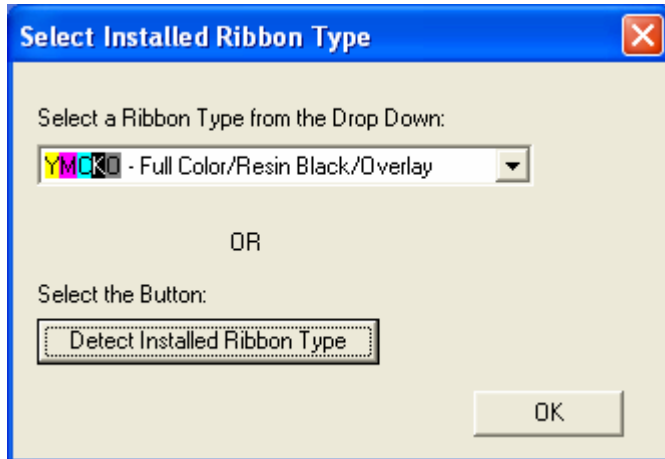 Select Installed Ribbon Type
Select a Ribbon Type from the Drop Down:
YMCKO - Full Color/Resin Black/Overlay
OR
Select the Button:
Detect Installed Ribbon Type
OK